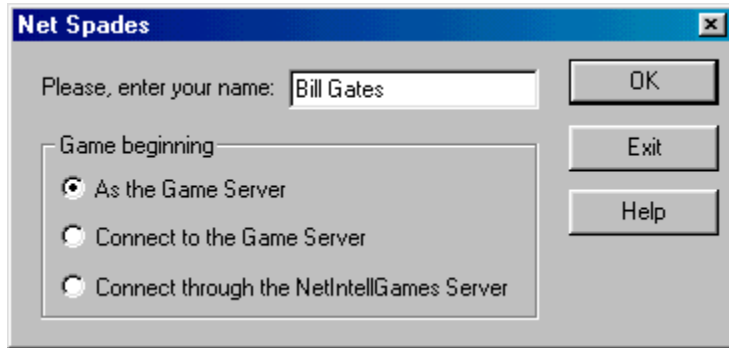 Net Spades
Please, enter your name: Bill Gates
OK
Game beginning
Exit
As the Game Server
Help
Connect to the Game Server
Connect through the NetIntellGames Server